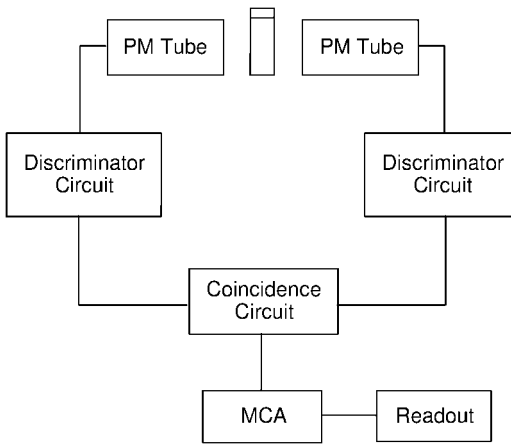 PM Tube
PM Tube
Discriminator
Circuit
Discriminator
Circuit
Coincidence
Circuit
MCA
Readout